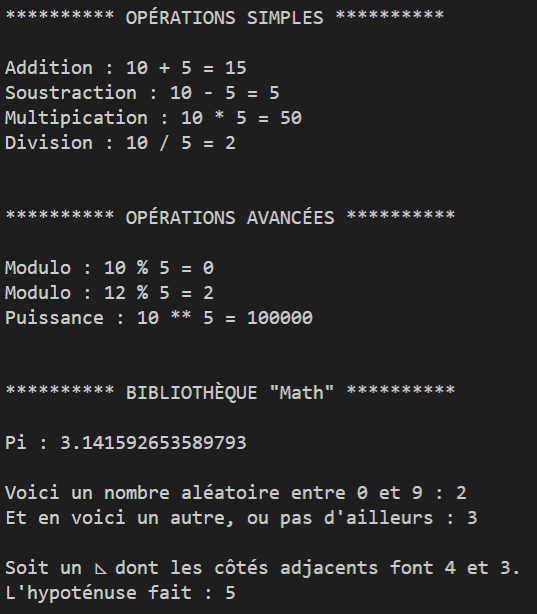 ********** OPÉRATIONS SIMPLES **********
Addition : 10 + 5 = 15
Soustraction : 10 - 5 = 5
Multipication : 10 * 5 = 50
Division : 10 / 5 = 2
********** OPÉRATIONS AVANCÉES **********
Modulo : 10 % 5 = 0
Modulo : 12 % 5 = 2
Puissance : 10 ** 5 = 100000
********** BIBLIOTHÈQUE "Math" **********
Pi : 3.141592653589793
Voici un nombre aléatoire entre 0 et 9 : 2
Et en voici un autre, ou pas d'ailleurs : 3
Soit un ◺ dont les côtés adjacents font 4 et 3.
L'hypoténuse fait : 5